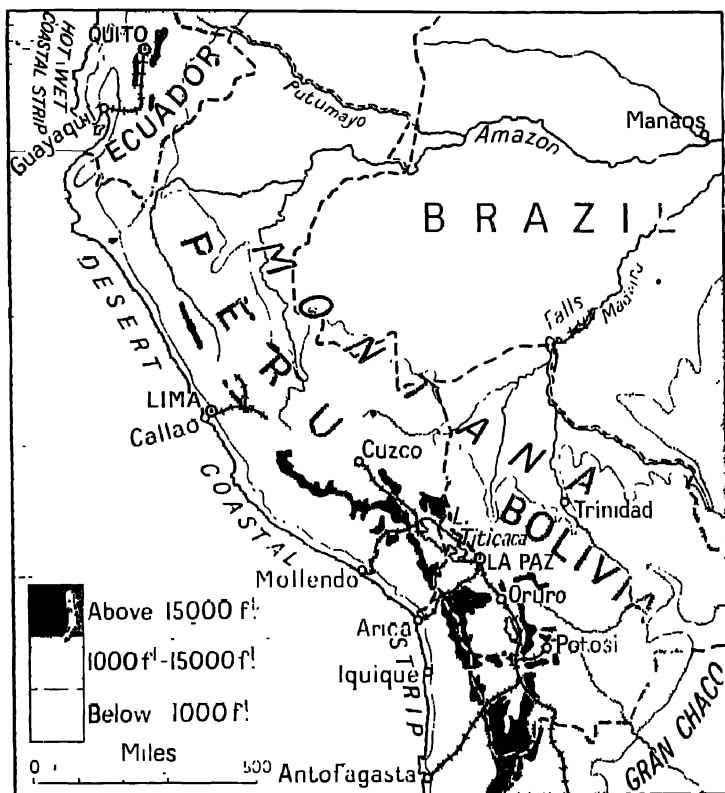 HOT WET
COASTAL STRIP
QUITO
Guayaquil
ECUADOR
Putumayo
Amazon
Manaos
BRAZIL
PERU
MONTANA
DESERT
COASTAL
STRIP
Falls
Madeira
LIMA
Callao
Cuzco
L.
Titicaca
LA PAZ
Trinidad
BOLIVIA
Mollendo
Oruro
Arica
Potosi
Iquique
GRAN CHACO
Antofagasta
Above 15000 ft.
1000 ft-15000 ft.
Below 1000 ft.
Miles
0 500